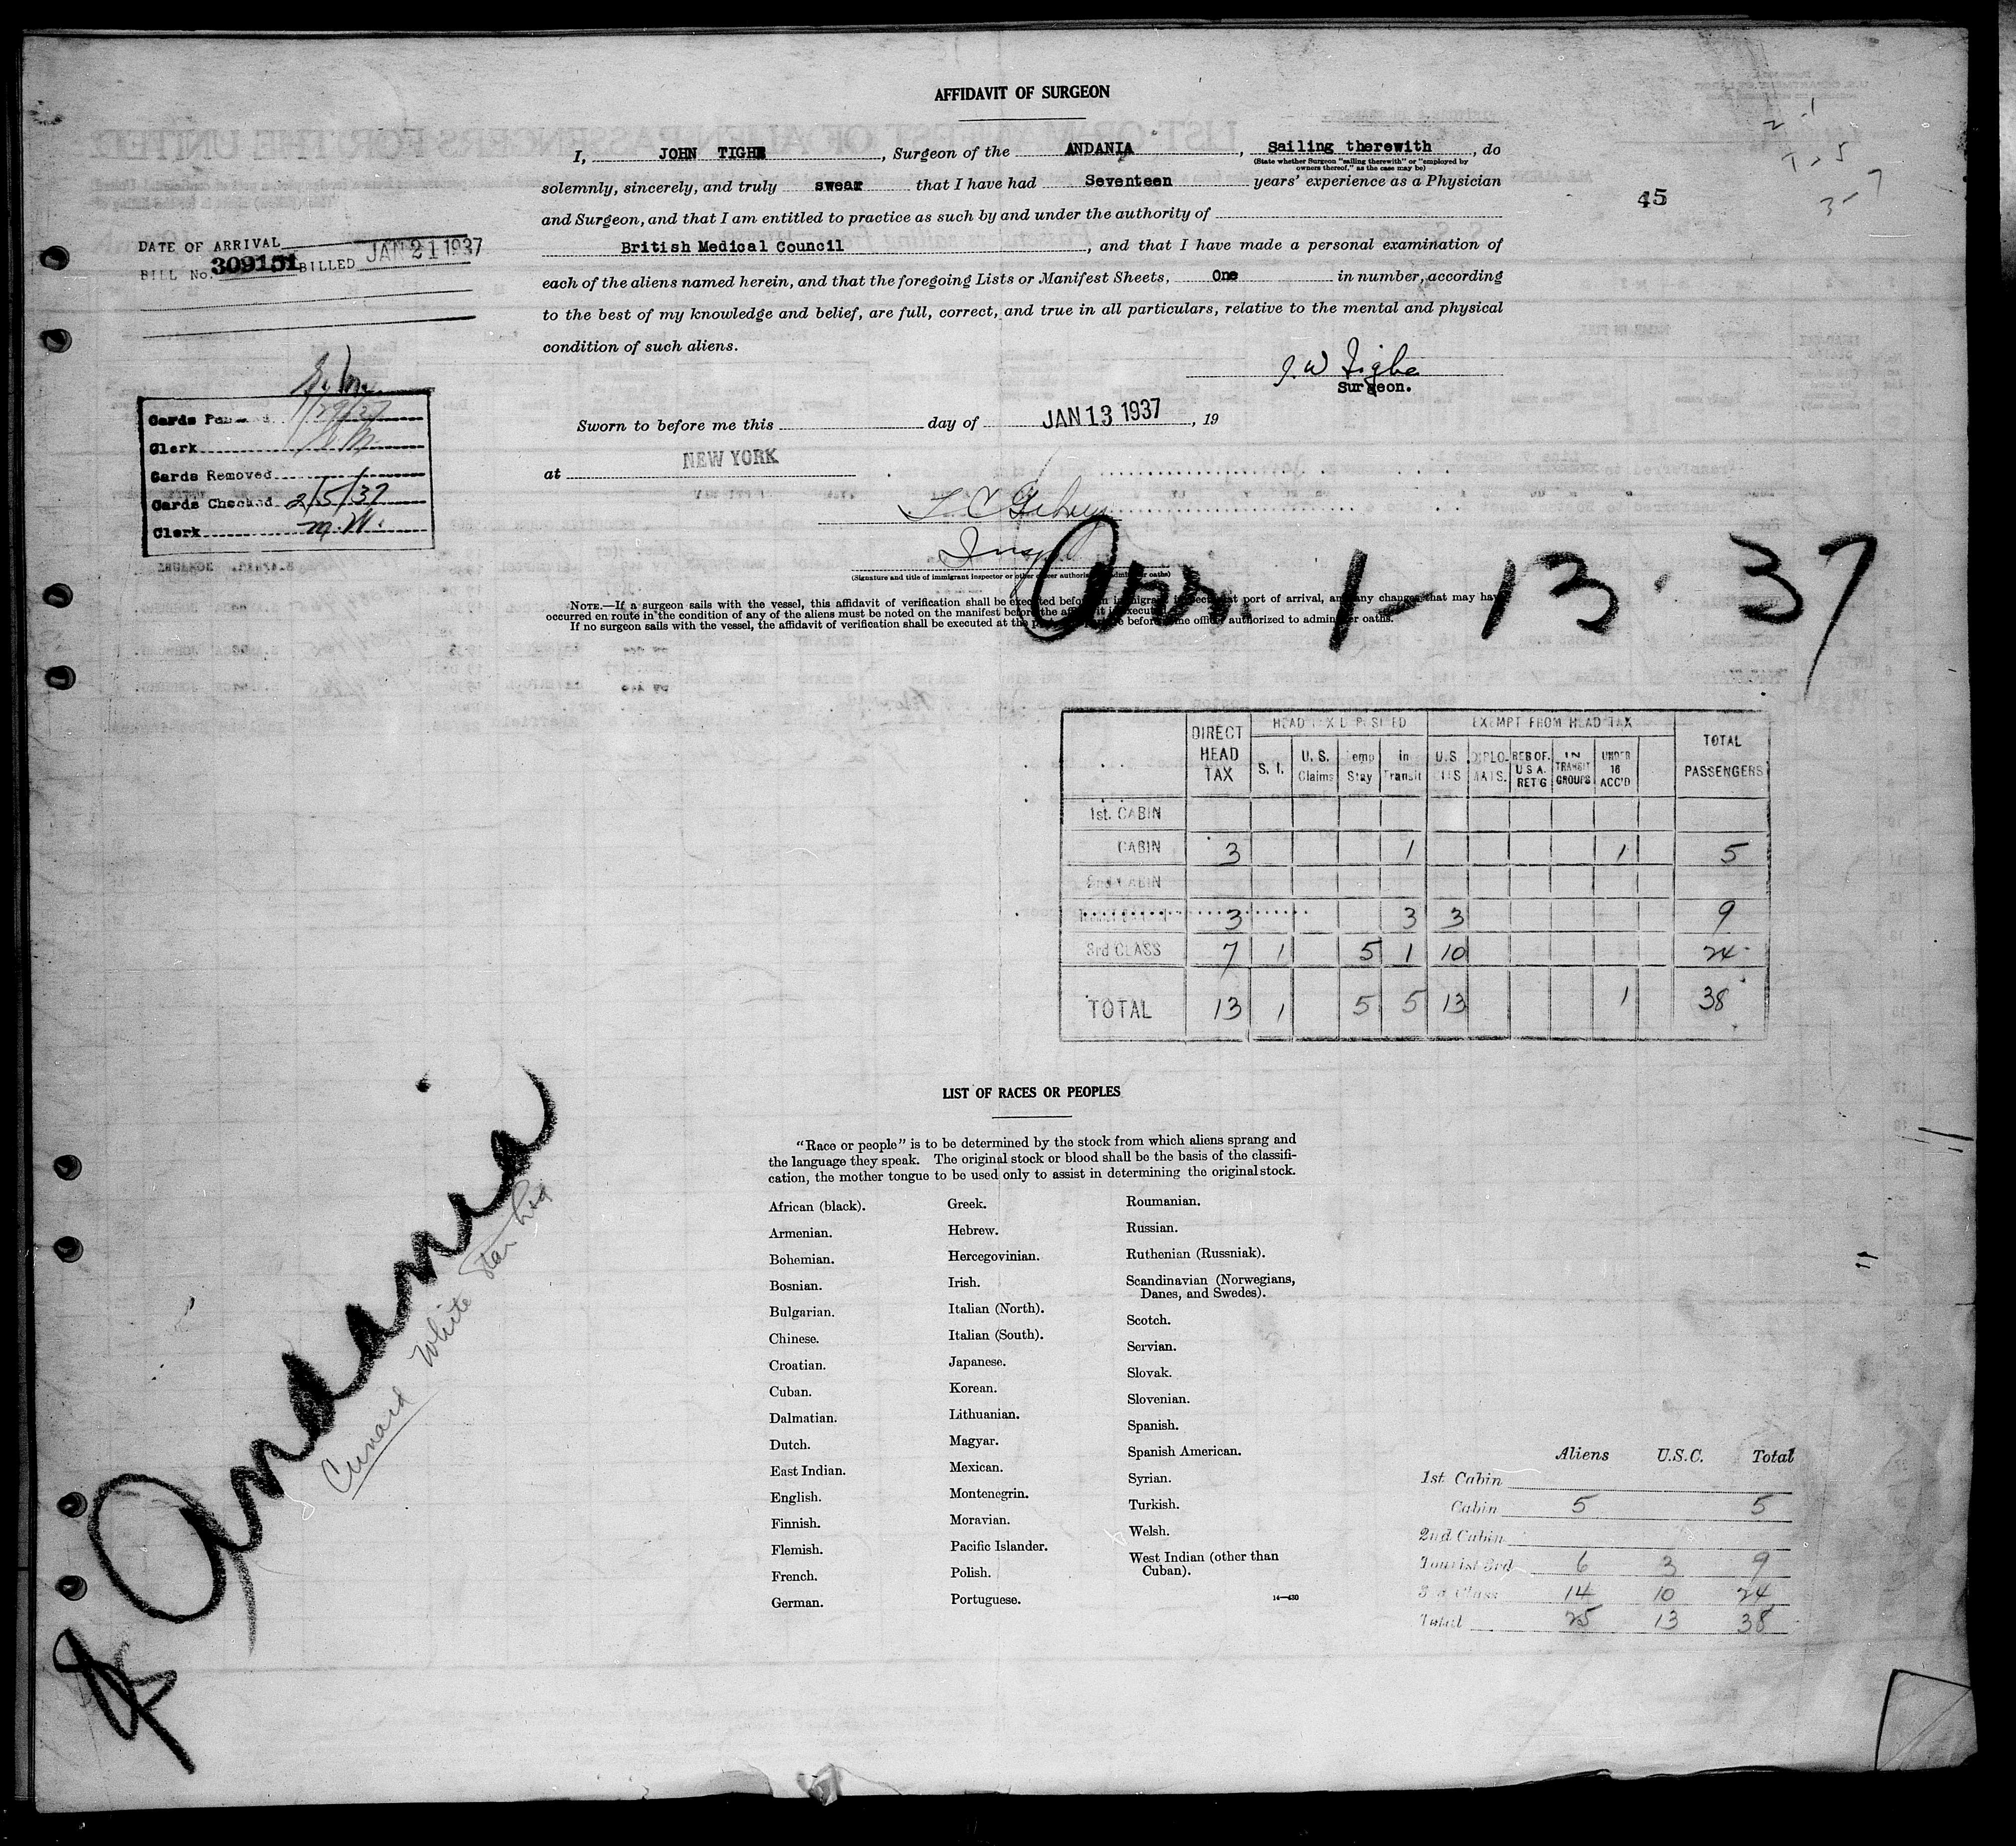 AFFIDAVIT OF SURGEON
I, JOHN TIGHE, Surgeon of the ANDANIA, Sailing therewith, do
(State whether Surgeon "sailing therewith" or "employed by
owners thereof," as the case may be)
solemnly, sincerely, and truly swear that I have had Seventeen years' experience as a Physician
and Surgeon, and that I am entitled to practice as such by and under the authority of
British Medical Council, and that I have made a personal examination of
each of the aliens named herein, and that the foregoing Lists or Manifest Sheets, One in number, according
to the best of my knowledge and belief, are full, correct, and true in all particulars, relative to the mental and physical
condition of such aliens.
J. W Tighe
Surgeon.
45
DATE OF ARRIVAL
BILL No. 309151 BILLED JAN 21 1937
Cards
Clerk
Cards Removed
Cards Checked 2/5/37
Clerk M. W.
Sworn to before me this day of JAN 13 1937, 19
at NEW YORK
Insp
(Signature and title of immigrant inspector or other officer authorized to administer oaths)
Arr. 1-13-37
NOTE.—If a surgeon sails with the vessel, this affidavit of verification shall be executed before an immigrant inspector at port of arrival, and any changes that may have
occurred en route in the condition of any of the aliens must be noted on the manifest before the affidavit is executed.
If no surgeon sails with the vessel, the affidavit of verification shall be executed at the port of before some officer authorized to administer oaths.
DIRECT HEAD TAX HEAD TAX DEPOSITED EXEMPT FROM HEAD TAX TOTAL PASSENGERS
S. I. U. S. Claims Temp Stay in Transit U.S. CITS DIPLOMATS. RES OF. U S A. RET'G IN TRANSIT GROUPS UNDER 16 ACC'D
1st. CABIN
CABIN 3 1 1 5
2nd CABIN
3 3 3 9
3rd CLASS 7 1 5 1 10 24
TOTAL 13 1 5 5 13 1 38
LIST OF RACES OR PEOPLES
"Race or people" is to be determined by the stock from which aliens sprang and
the language they speak. The original stock or blood shall be the basis of the classifi-
cation, the mother tongue to be used only to assist in determining the original stock.
African (black).
Armenian.
Bohemian.
Bosnian.
Bulgarian.
Chinese.
Croatian.
Cuban.
Dalmatian.
Dutch.
East Indian.
English.
Finnish.
Flemish.
French.
German.
Greek.
Hebrew.
Hercegovinian.
Irish.
Italian (North).
Italian (South).
Japanese.
Korean.
Lithuanian.
Magyar.
Mexican.
Montenegrin.
Moravian.
Pacific Islander.
Polish.
Portuguese.
Roumanian.
Russian.
Ruthenian (Russniak).
Scandinavian (Norwegians,
Danes, and Swedes).
Scotch.
Servian.
Slovak.
Slovenian.
Spanish.
Spanish American.
Syrian.
Turkish.
Welsh.
West Indian (other than
Cuban).
14—430
Andania
Cunard White Star
Aliens U.S.C. Total
1st Cabin
Cabin 5 5
2nd Cabin
Tourist 3rd 6 3 9
3rd Class 14 10 24
Total 25 13 38